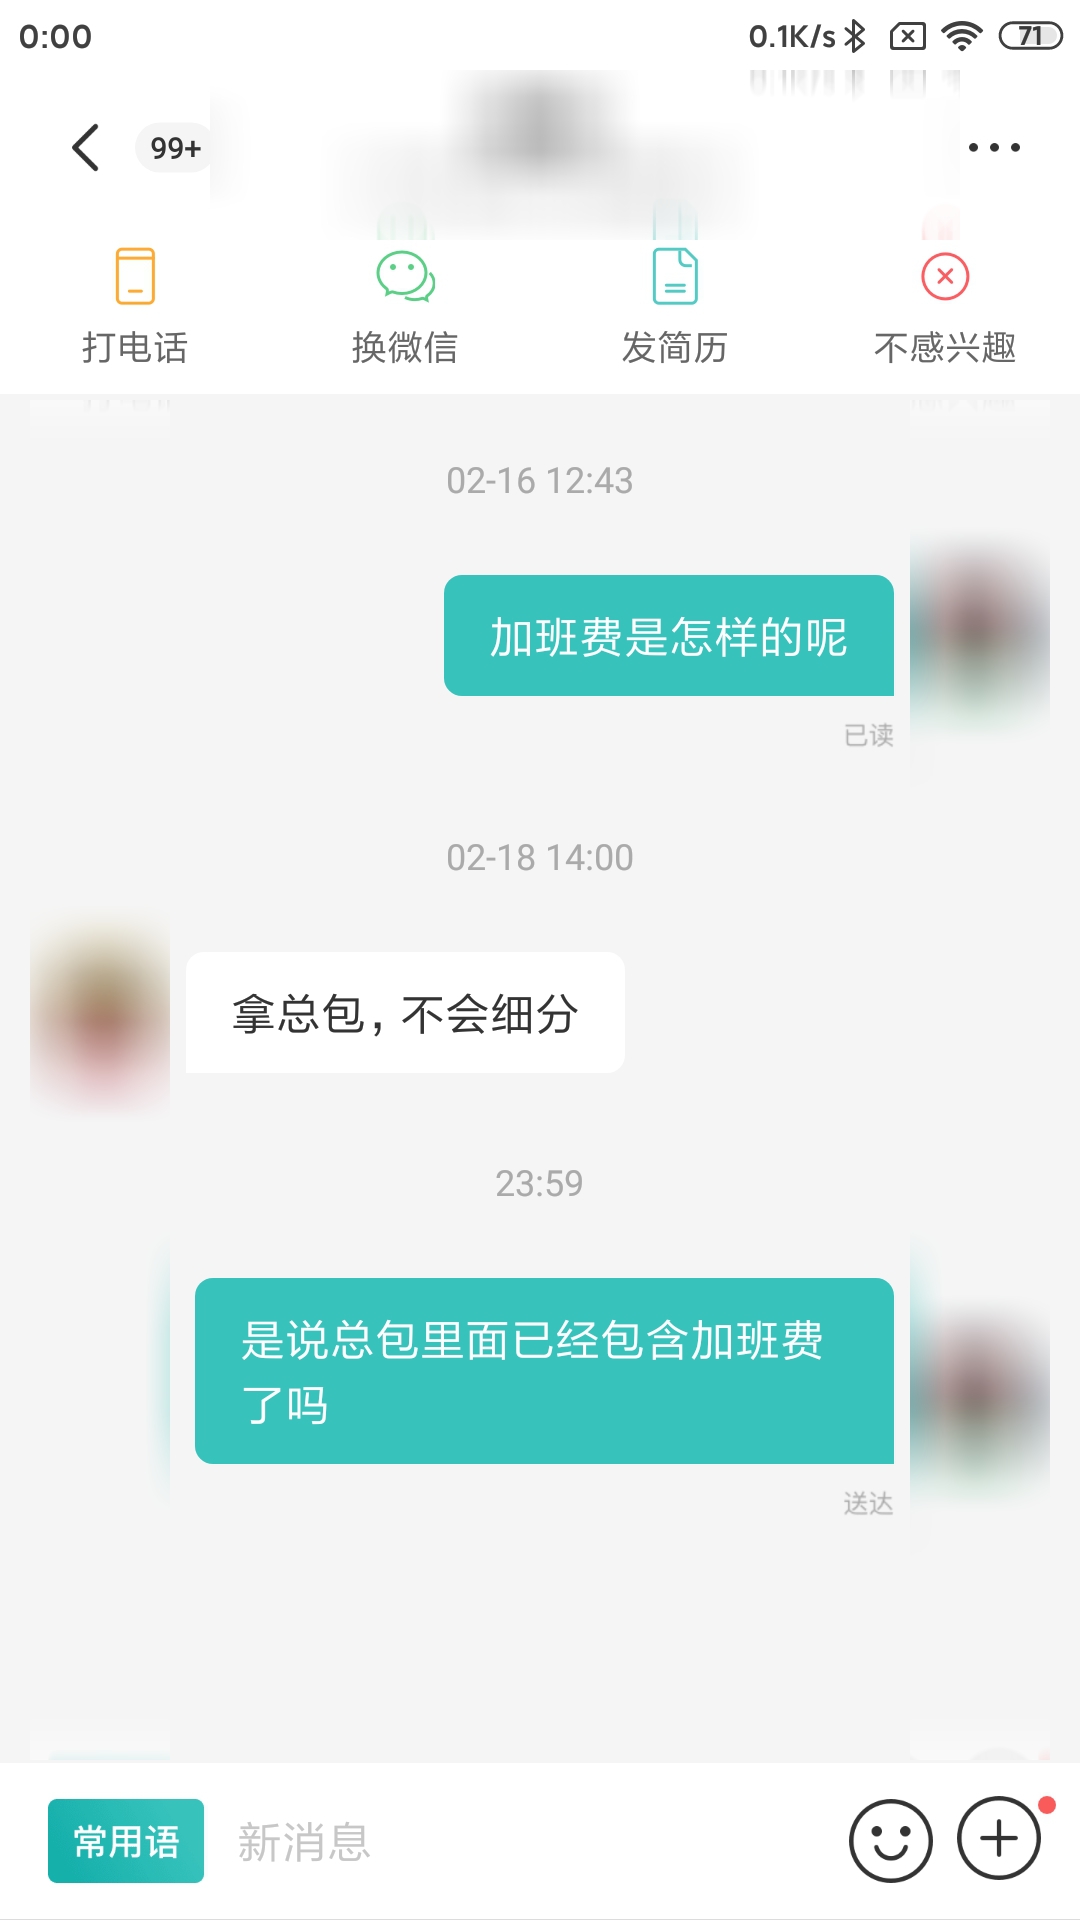 0:00
0.1K/s
71
99+
打电话
换微信
发简历
不感兴趣
02-16 12:43
加班费是怎样的呢
已读
02-18 14:00
拿总包，不会细分
23:59
是说总包里面已经包含加班费
了吗
送达
常用语
新消息